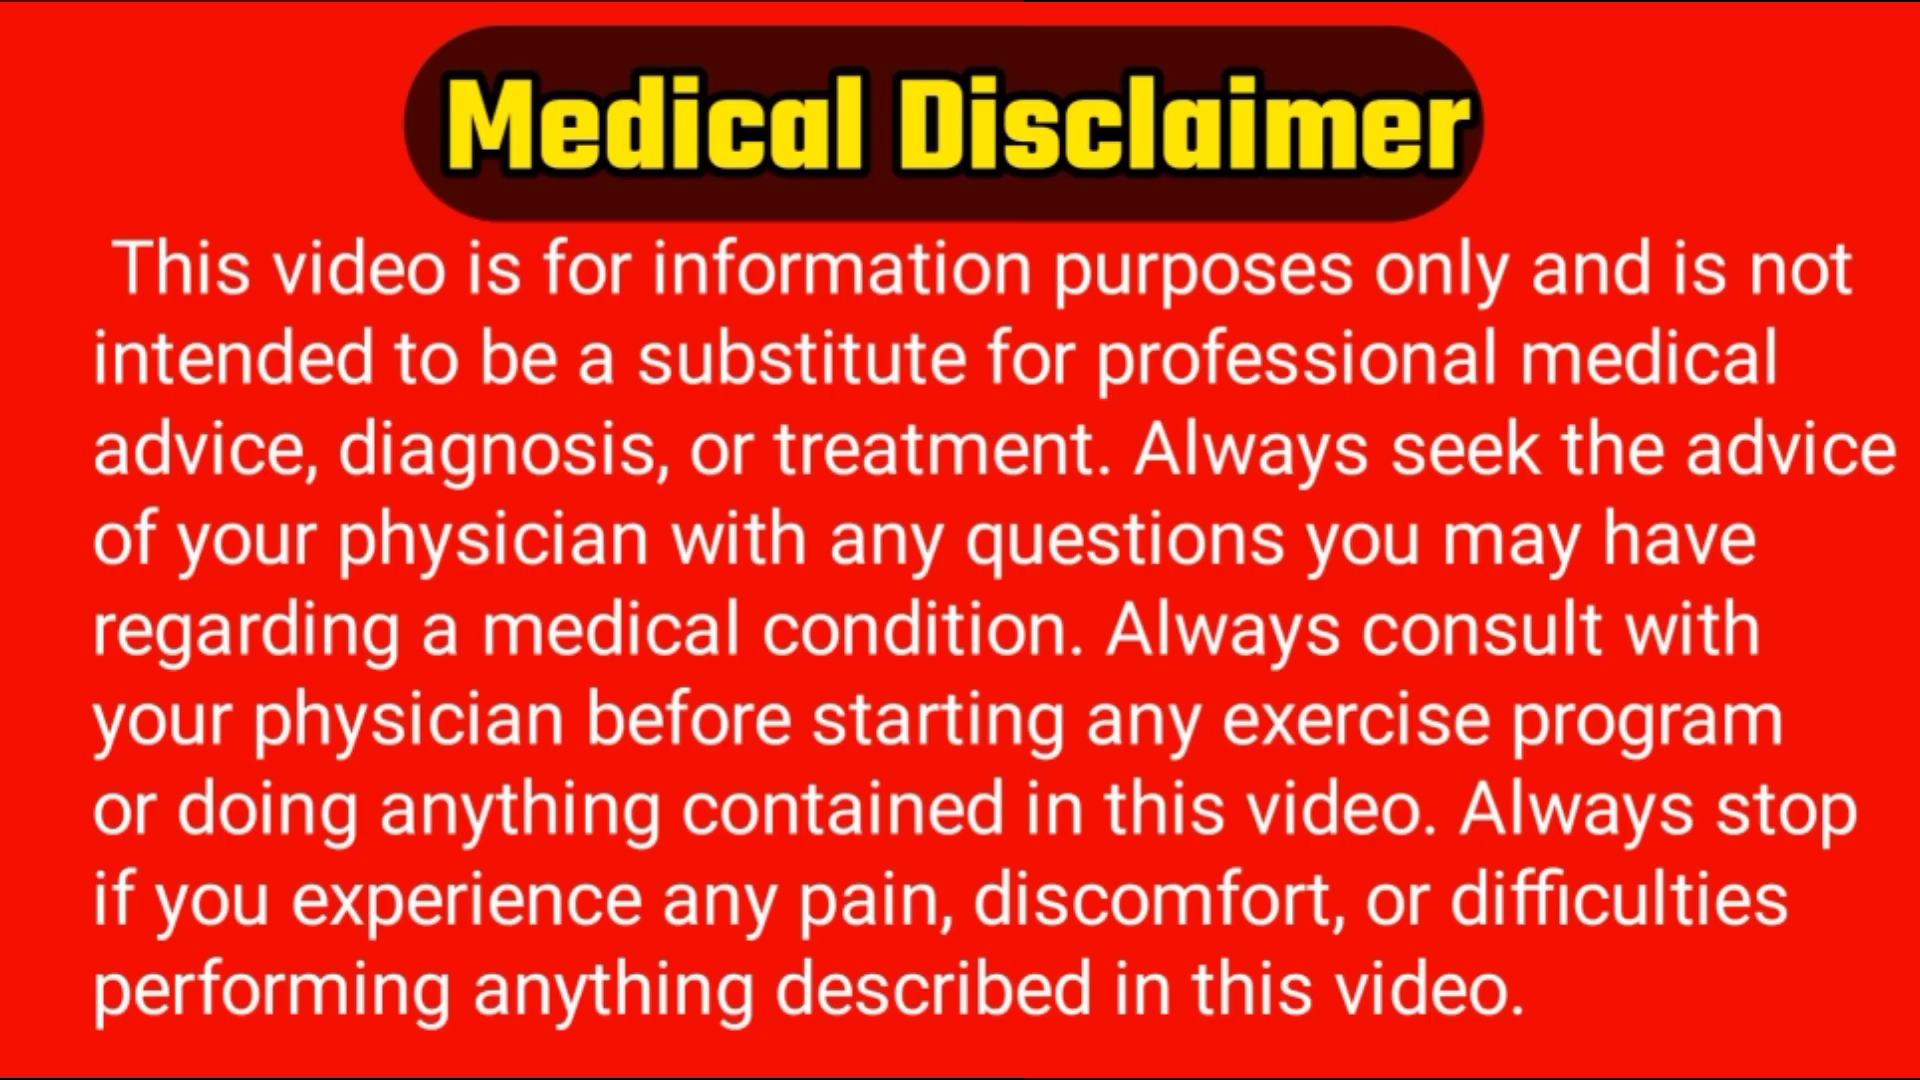 Medical Disclaimer
This video is for information purposes only and is not
intended to be a substitute for professional medical
advice, diagnosis, or treatment. Always seek the advice
of your physician with any questions you may have
regarding a medical condition. Always consult with
your physician before starting any exercise program
or doing anything contained in this video. Always stop
if you experience any pain, discomfort, or difficulties
performing anything described in this video.